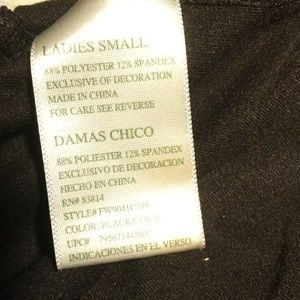 LADIES SMALL
88% POLYESTER 12% SPANDEX
EXCLUSIVE OF DECORATION
MADE IN CHINA
FOR CARE SEE REVERSE
DAMAS CHICO
88% POLIESTER 12% SPANDEX
EXCLUSIVO DE DECORACION
HECHO EN CHINA
RN# 83814
STYLE# FW9041C588
COLOR: BLACK/
UPC# 795071445637
INDICACIONES EN EL VERSO